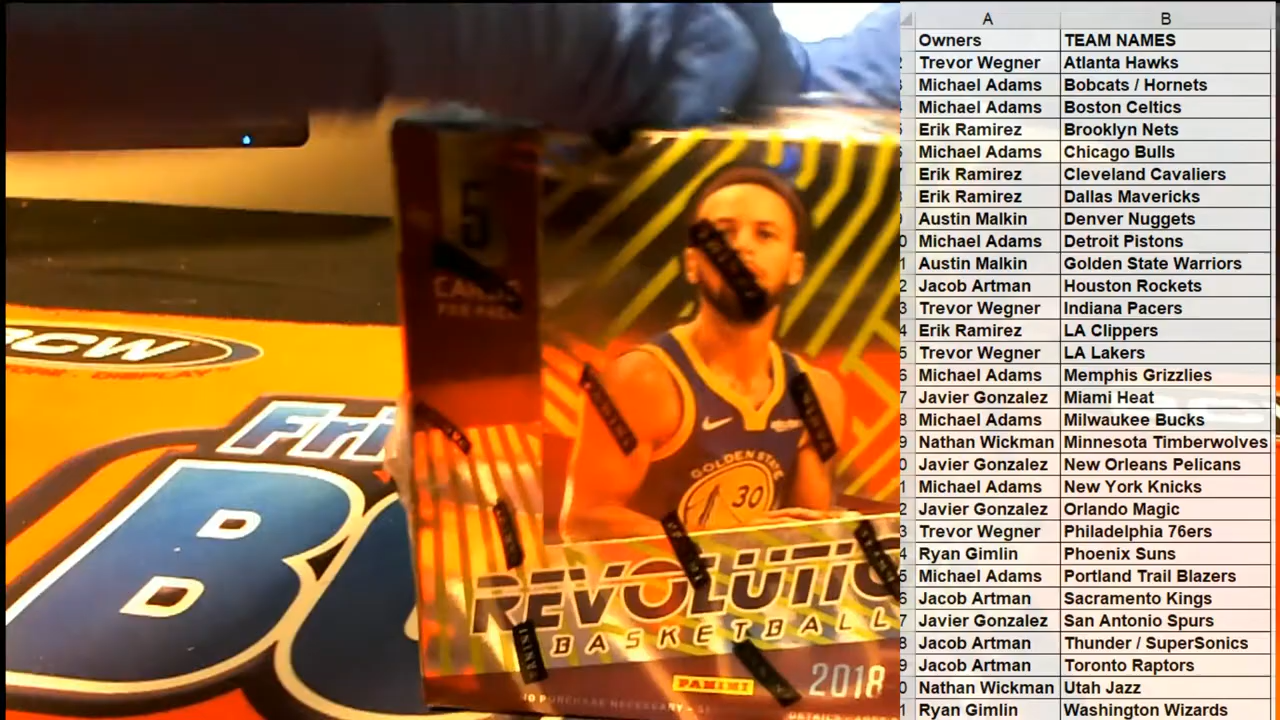 A B
Owners TEAM NAMES
Trevor Wegner Atlanta Hawks
Michael Adams Bobcats / Hornets
Michael Adams Boston Celtics
Erik Ramirez Brooklyn Nets
Michael Adams Chicago Bulls
Erik Ramirez Cleveland Cavaliers
Erik Ramirez Dallas Mavericks
Austin Malkin Denver Nuggets
Michael Adams Detroit Pistons
Austin Malkin Golden State Warriors
Jacob Artman Houston Rockets
Trevor Wegner Indiana Pacers
Erik Ramirez LA Clippers
Trevor Wegner LA Lakers
Michael Adams Memphis Grizzlies
Javier Gonzalez Miami Heat
Michael Adams Milwaukee Bucks
Nathan Wickman Minnesota Timberwolves
Javier Gonzalez New Orleans Pelicans
Michael Adams New York Knicks
Javier Gonzalez Orlando Magic
Trevor Wegner Philadelphia 76ers
Ryan Gimlin Phoenix Suns
Michael Adams Portland Trail Blazers
Jacob Artman Sacramento Kings
Javier Gonzalez San Antonio Spurs
Jacob Artman Thunder / SuperSonics
Jacob Artman Toronto Raptors
Nathan Wickman Utah Jazz
Ryan Gimlin Washington Wizards
5
CARDS
PER PACK
GOLDEN STATE
30
REVOLUTIO
BASKETBALL
PANINI
2018
O PURCHASE NECESSARY